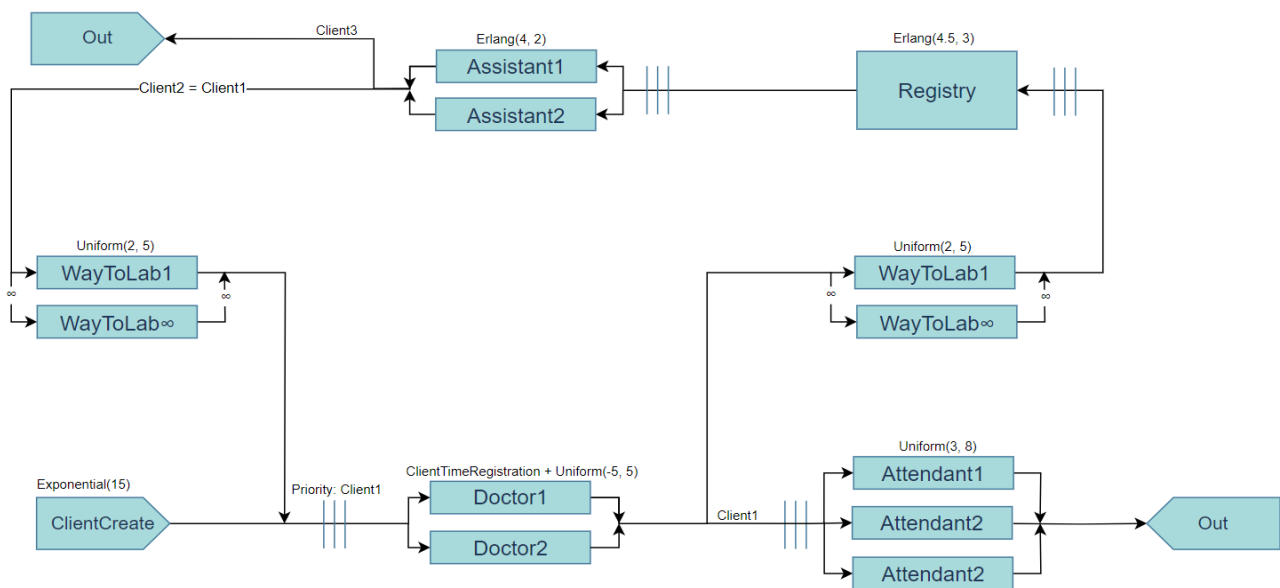 Out
Client3
Erlang(4, 2)
Assistant1
Assistant2
Erlang(4.5, 3)
Registry
Client2 = Client1
Uniform(2, 5)
WayToLab1
∞
∞
WayToLab∞
Uniform(2, 5)
WayToLab1
∞
∞
WayToLab∞
Exponential(15)
ClientCreate
Priority: Client1
ClientTimeRegistration + Uniform(-5, 5)
Doctor1
Doctor2
Client1
Uniform(3, 8)
Attendant1
Attendant2
Attendant2
Out